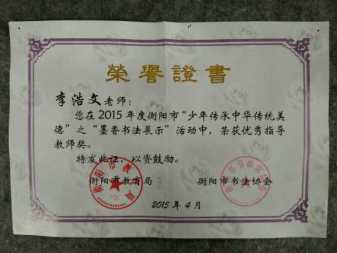 榮譽證書
李浩文老师：
您在2015年度衡阳市“少年传承中华传统美
德”之“墨香书法展示”活动中，荣获优秀指导
教师奖。
特发此证，以资鼓励。
衡阳市教育局 衡阳市书法协会
2015年4月